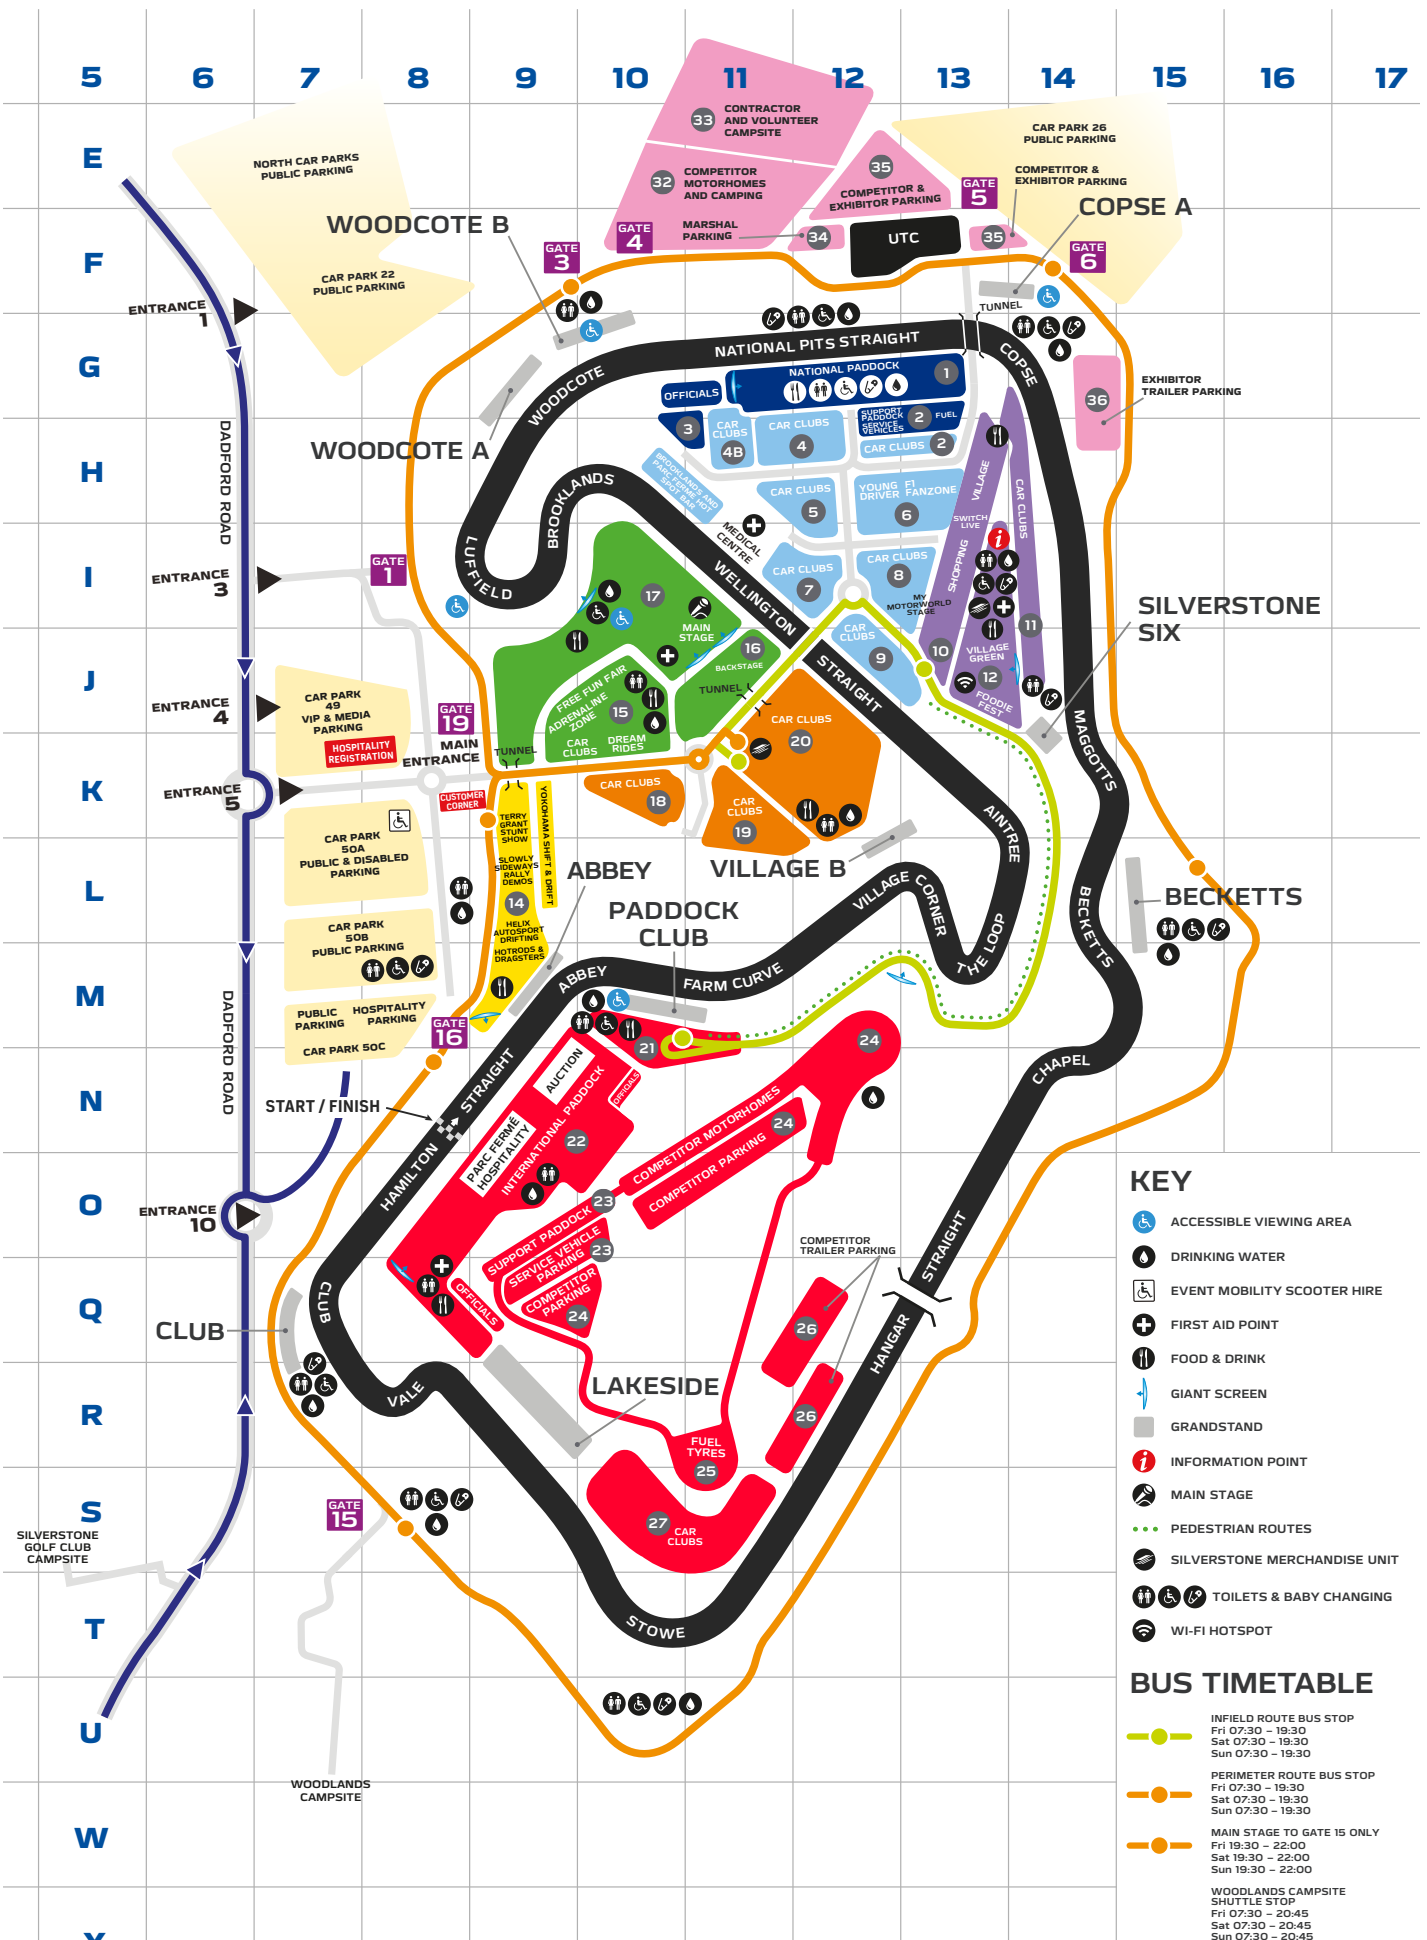 5 6 7 8 9 10 11 12 13 14 15 16 17
E
F
G
H
I
J
K
L
M
N
O
Q
R
S
T
U
W
33 CONTRACTOR
AND VOLUNTEER
CAMPSITE
32 COMPETITOR
MOTORHOMES
AND CAMPING
35
COMPETITOR &
EXHIBITOR PARKING
CAR PARK 26
PUBLIC PARKING
COMPETITOR &
EXHIBITOR PARKING
GATE
5
COPSE A
NORTH CAR PARKS
PUBLIC PARKING
WOODCOTE B
GATE
4
MARSHAL
PARKING
34
UTC
35
GATE
6
GATE
3
CAR PARK 22
PUBLIC PARKING
ENTRANCE
1
TUNNEL
NATIONAL PITS STRAIGHT
COPSE
WOODCOTE
NATIONAL PADDOCK
1
OFFICIALS
EXHIBITOR
TRAILER PARKING
36
WOODCOTE A
3
CAR
CLUBS
4B
CAR CLUBS
4
SUPPORT
PADDOCK
SERVICE
VEHICLES
2 FUEL
CAR CLUBS 2
DADFORD ROAD
BROOKLANDS
BROOKLANDS AND
PARC FERME HOT
SPOT BAR
CAR CLUBS
5
YOUNG F1
DRIVER FANZONE
6
VILLAGE
SWITCH
LIVE
SHOPPING
CAR CLUBS
MEDICAL
CENTRE
LUFFIELD
GATE
1
ENTRANCE
3
CAR CLUBS
7
CAR CLUBS
8
MY
MOTORWORLD
STAGE
WELLINGTON
STRAIGHT
17
MAIN
STAGE
16
BACKSTAGE
CAR
CLUBS
9
10
11
VILLAGE
GREEN
12
FOODIE
FEST
SILVERSTONE
SIX
TUNNEL
FREE FUN FAIR
ADRENALINE
ZONE
15
CAR
CLUBS
DREAM
RIDES
CAR CLUBS
20
ENTRANCE
4
CAR PARK
49
VIP & MEDIA
PARKING
HOSPITALITY
REGISTRATION
GATE
19
MAIN
ENTRANCE
TUNNEL
MAGGOTTS
ENTRANCE
5
CUSTOMER
CORNER
CAR CLUBS
18
CAR
CLUBS
19
TERRY
GRANT
STUNT
SHOW
SLOWLY
SIDEWAYS
RALLY
DEMOS
14
HELIX
AUTOSPORT
DRIFTING
HOTRODS &
DRAGSTERS
YOKOHAMA SHIFT & DRIFT
CAR PARK
50A
PUBLIC & DISABLED
PARKING
AINTREE
VILLAGE B
ABBEY
PADDOCK
CLUB
VILLAGE CORNER
THE LOOP
BECKETTS
BECKETTS
BECKETTS
CAR PARK
50B
PUBLIC PARKING
ABBEY
FARM CURVE
PUBLIC
PARKING
HOSPITALITY
PARKING
CAR PARK 50C
GATE
16
DADFORD ROAD
21
24
CHAPEL
START / FINISH
HAMILTON
STRAIGHT
AUCTION
OFFICIALS
INTERNATIONAL PADDOCK
22
PARC FERMÉ
HOSPITALITY
COMPETITOR MOTORHOMES
COMPETITOR PARKING
24
ENTRANCE
10
SUPPORT PADDOCK 23
SERVICE VEHICLE
PARKING
23
COMPETITOR
PARKING
24
OFFICIALS
COMPETITOR
TRAILER PARKING
26
26
HANGAR
STRAIGHT
CLUB
CLUB
VALE
LAKESIDE
FUEL
TYRES
25
27
CAR
CLUBS
GATE
15
SILVERSTONE
GOLF CLUB
CAMPSITE
STOWE
WOODLANDS
CAMPSITE
KEY
ACCESSIBLE VIEWING AREA
DRINKING WATER
EVENT MOBILITY SCOOTER HIRE
FIRST AID POINT
FOOD & DRINK
GIANT SCREEN
GRANDSTAND
INFORMATION POINT
MAIN STAGE
PEDESTRIAN ROUTES
SILVERSTONE MERCHANDISE UNIT
TOILETS & BABY CHANGING
WI-FI HOTSPOT
BUS TIMETABLE
INFIELD ROUTE BUS STOP
Fri 07:30 – 19:30
Sat 07:30 – 19:30
Sun 07:30 – 19:30
PERIMETER ROUTE BUS STOP
Fri 07:30 – 19:30
Sat 07:30 – 19:30
Sun 07:30 – 19:30
MAIN STAGE TO GATE 15 ONLY
Fri 19:30 – 22:00
Sat 19:30 – 22:00
Sun 19:30 – 22:00
WOODLANDS CAMPSITE
SHUTTLE STOP
Fri 07:30 – 20:45
Sat 07:30 – 20:45
Sun 07:30 – 20:45